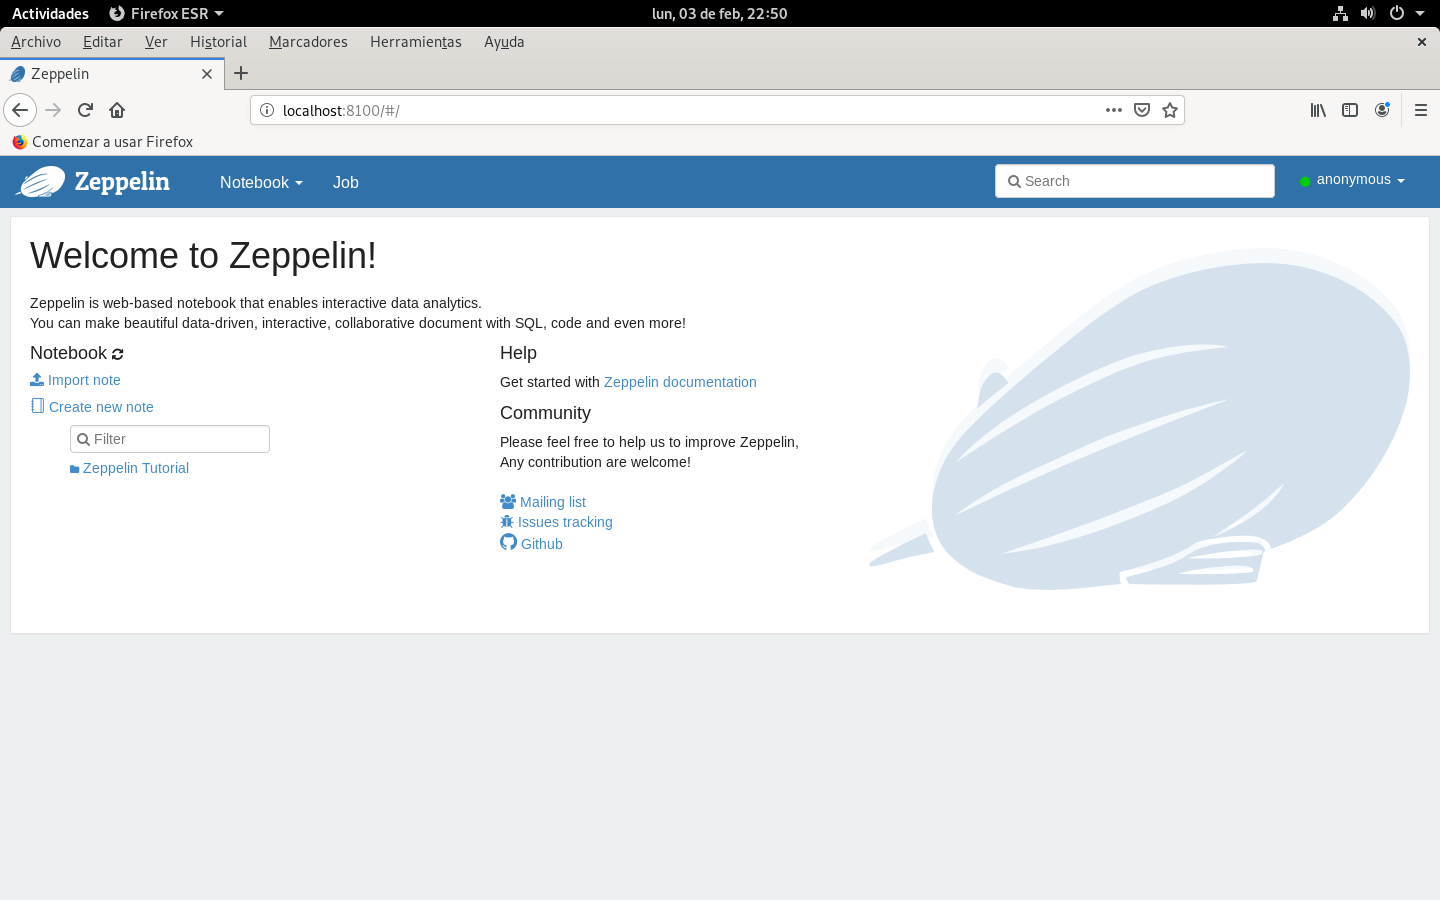 Actividades Firefox ESR lun, 03 de feb, 22:50
Archivo Editar Ver Historial Marcadores Herramientas Ayuda
Zeppelin
localhost:8100/#/
Comenzar a usar Firefox
Zeppelin Notebook Job Search anonymous
Welcome to Zeppelin!
Zeppelin is web-based notebook that enables interactive data analytics.
You can make beautiful data-driven, interactive, collaborative document with SQL, code and even more!
Notebook
Import note
Create new note
Filter
Zeppelin Tutorial
Help
Get started with Zeppelin documentation
Community
Please feel free to help us to improve Zeppelin,
Any contribution are welcome!
Mailing list
Issues tracking
Github